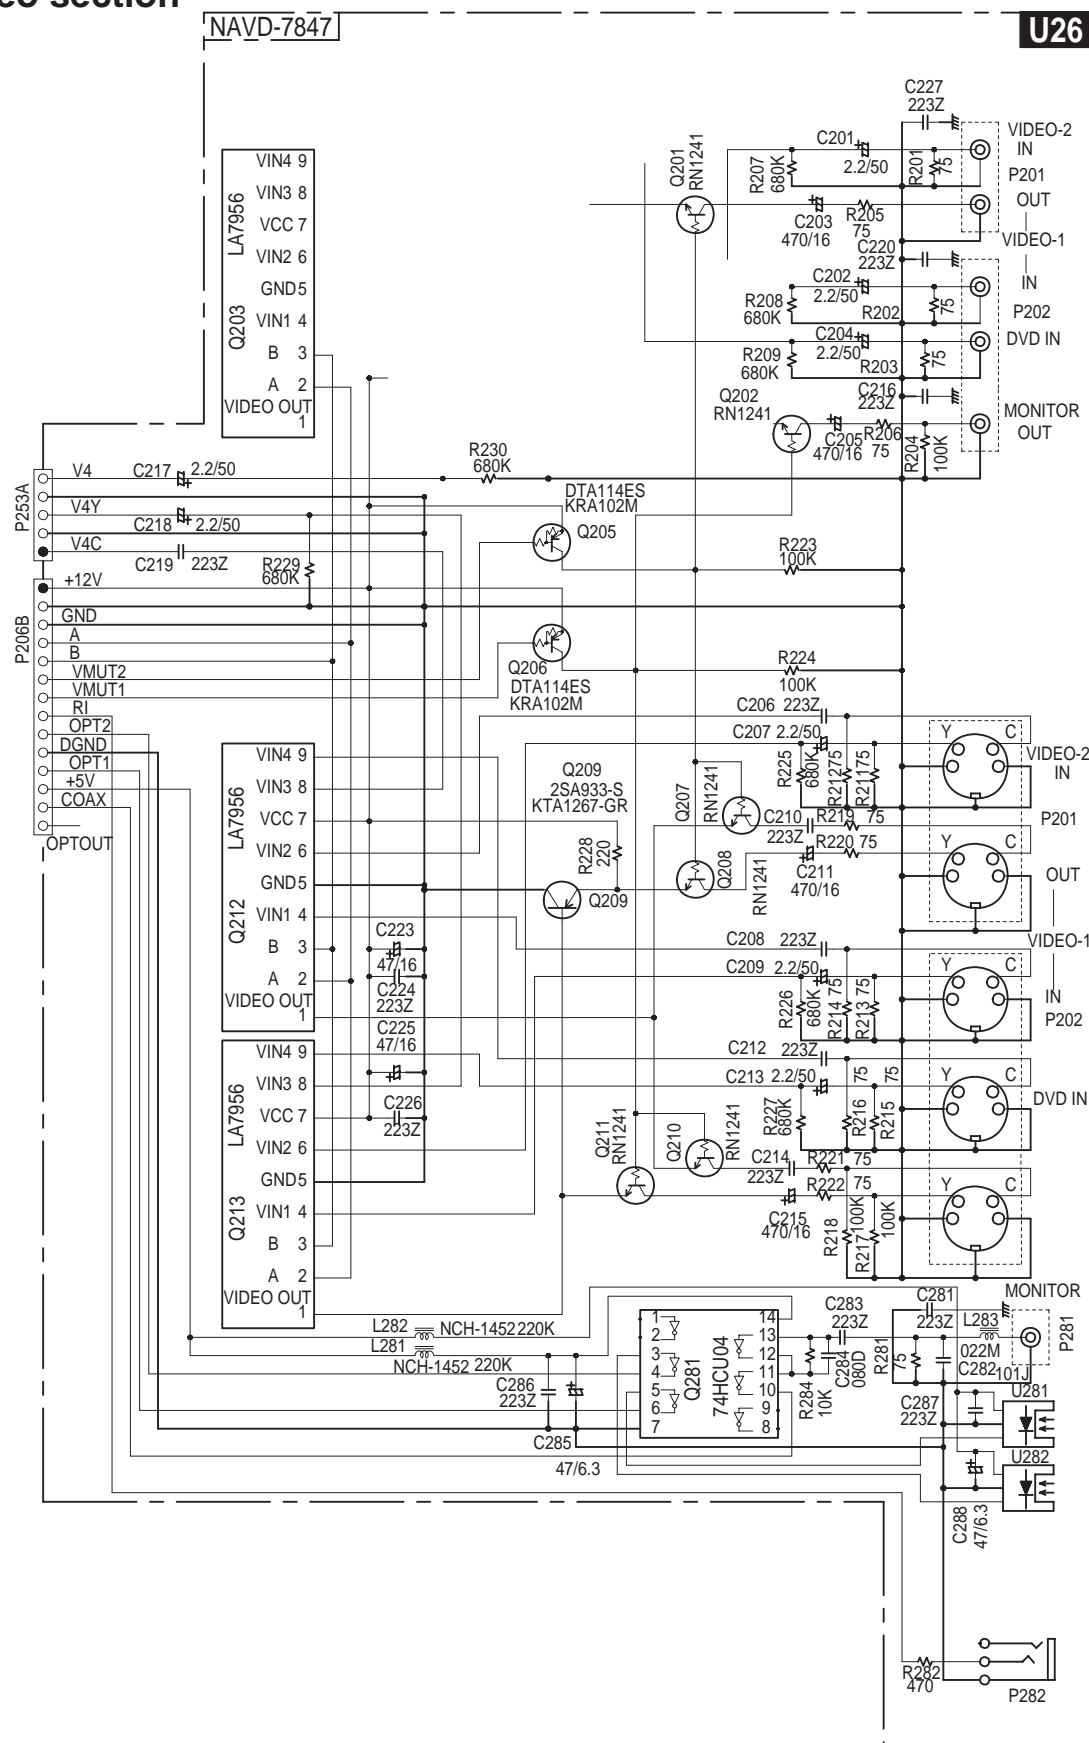 eo section
NAVD-7847
U26
C227
223Z
VIDEO-2
IN
P201
OUT
VIDEO-1
IN
P202
DVD IN
MONITOR
OUT
Q201
RN1241
R207
680K
C201
2.2/50
R201
75
C203
470/16
R205
75
C220
223Z
C202
2.2/50
R208
680K
R202
75
C204
2.2/50
R209
680K
R203
75
Q202
RN1241
C216
223Z
C205
470/16
R206
75
R204
100K
VIN4 9
VIN3 8
VCC 7
VIN2 6
GND5
VIN1 4
B 3
A 2
VIDEO OUT
1
LA7956
Q203
P253A
V4
C217
2.2/50
V4Y
C218
2.2/50
V4C
C219
223Z
R230
680K
R229
680K
DTA114ES
KRA102M
Q205
R223
100K
P206B
+12V
GND
A
B
VMUT2
VMUT1
RI
OPT2
DGND
OPT1
+5V
COAX
OPTOUT
Q206
DTA114ES
KRA102M
R224
100K
C206 223Z
C207 2.2/50
R225
680K
R212 75
R211 75
Y C
VIDEO-2
IN
P201
VIN4 9
VIN3 8
VCC 7
VIN2 6
GND5
VIN1 4
B 3
A 2
VIDEO OUT
1
LA7956
Q212
Q209
2SA933-S
KTA1267-GR
R228
220
Q209
Q207
RN1241
C210
223Z
R219 75
R220 75
C211
470/16
Q208
RN1241
Y C
OUT
VIDEO-1
C223
47/16
C224
223Z
C225
47/16
C226
223Z
C208 223Z
C209 2.2/50
R226
680K
R214 75
R213 75
Y C
IN
P202
VIN4 9
VIN3 8
VCC 7
VIN2 6
GND5
VIN1 4
B 3
A 2
VIDEO OUT
1
LA7956
Q213
C212 223Z
C213 2.2/50
R227
680K
R216
75
R215
75
Y C
DVD IN
Q211
RN1241
Q210
RN1241
C214
223Z
R221 75
R222 75
C215
470/16
R218
100K
R217
100K
Y C
MONITOR
L282 NCH-1452 220K
L281
NCH-1452 220K
C286
223Z
C285
47/6.3
1
2
3
4
5
6
7
14
13
12
11
10
9
8
Q281
74HCU04
C283
223Z
C284
080D
R284
10K
R281
75
C281
223Z
L283
022M
C282
101J
P281
C287
223Z
U281
U282
C288
47/6.3
R282
470
P282